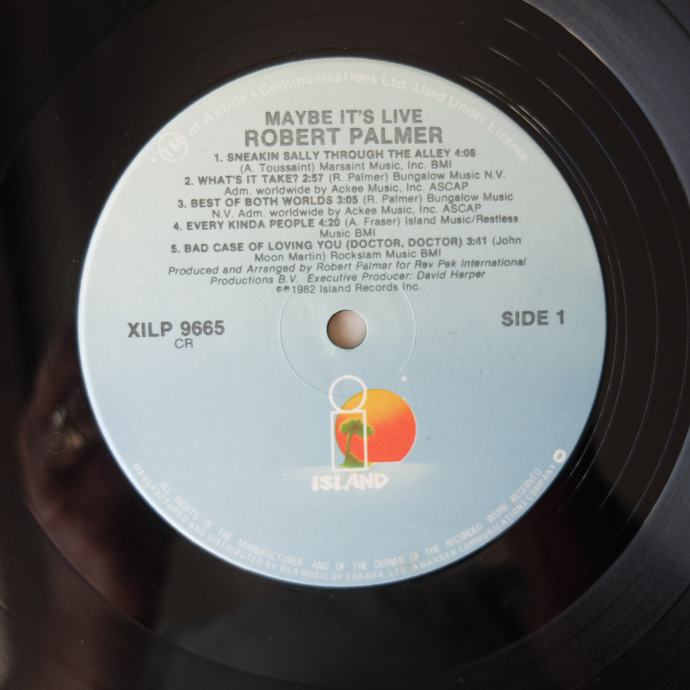 TM of Antille's Communications Ltd. Used Under License
MAYBE IT'S LIVE
ROBERT PALMER
1. SNEAKIN SALLY THROUGH THE ALLEY 4:06
(A. Toussaint) Marsaint Music, Inc. BMI
2. WHAT'S IT TAKE? 2:57 (R. Palmer) Bungalow Music N.V.
Adm. worldwide by Ackee Music, Inc. ASCAP
3. BEST OF BOTH WORLDS 3:05 (R. Palmer) Bungalow Music
N.V. Adm. worldwide by Ackee Music, Inc. ASCAP
4. EVERY KINDA PEOPLE 4:20 (A. Fraser) Island Music/Restless
Music BMI
5. BAD CASE OF LOVING YOU (DOCTOR, DOCTOR) 3:41 (John
Moon Martin) Rockslam Music BMI
Produced and Arranged by Robert Palmer for Rev Pek International
Productions B.V. Executive Producer: David Harper
©℗1982 Island Records Inc.
XILP 9665
CR
SIDE 1
i
ISLAND
ALL RIGHTS OF THE MANUFACTURER AND OF THE OWNER OF THE RECORDED WORK RESERVED
MANUFACTURED AND DISTRIBUTED BY WEA MUSIC OF CANADA, LTD. A WARNER COMMUNICATIONS COMPANY